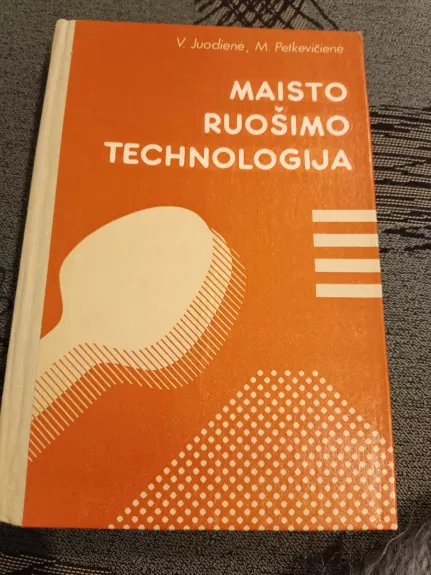 V. Juodienė, M. Petkevičienė
MAISTO
RUOŠIMO
TECHNOLOGIJA